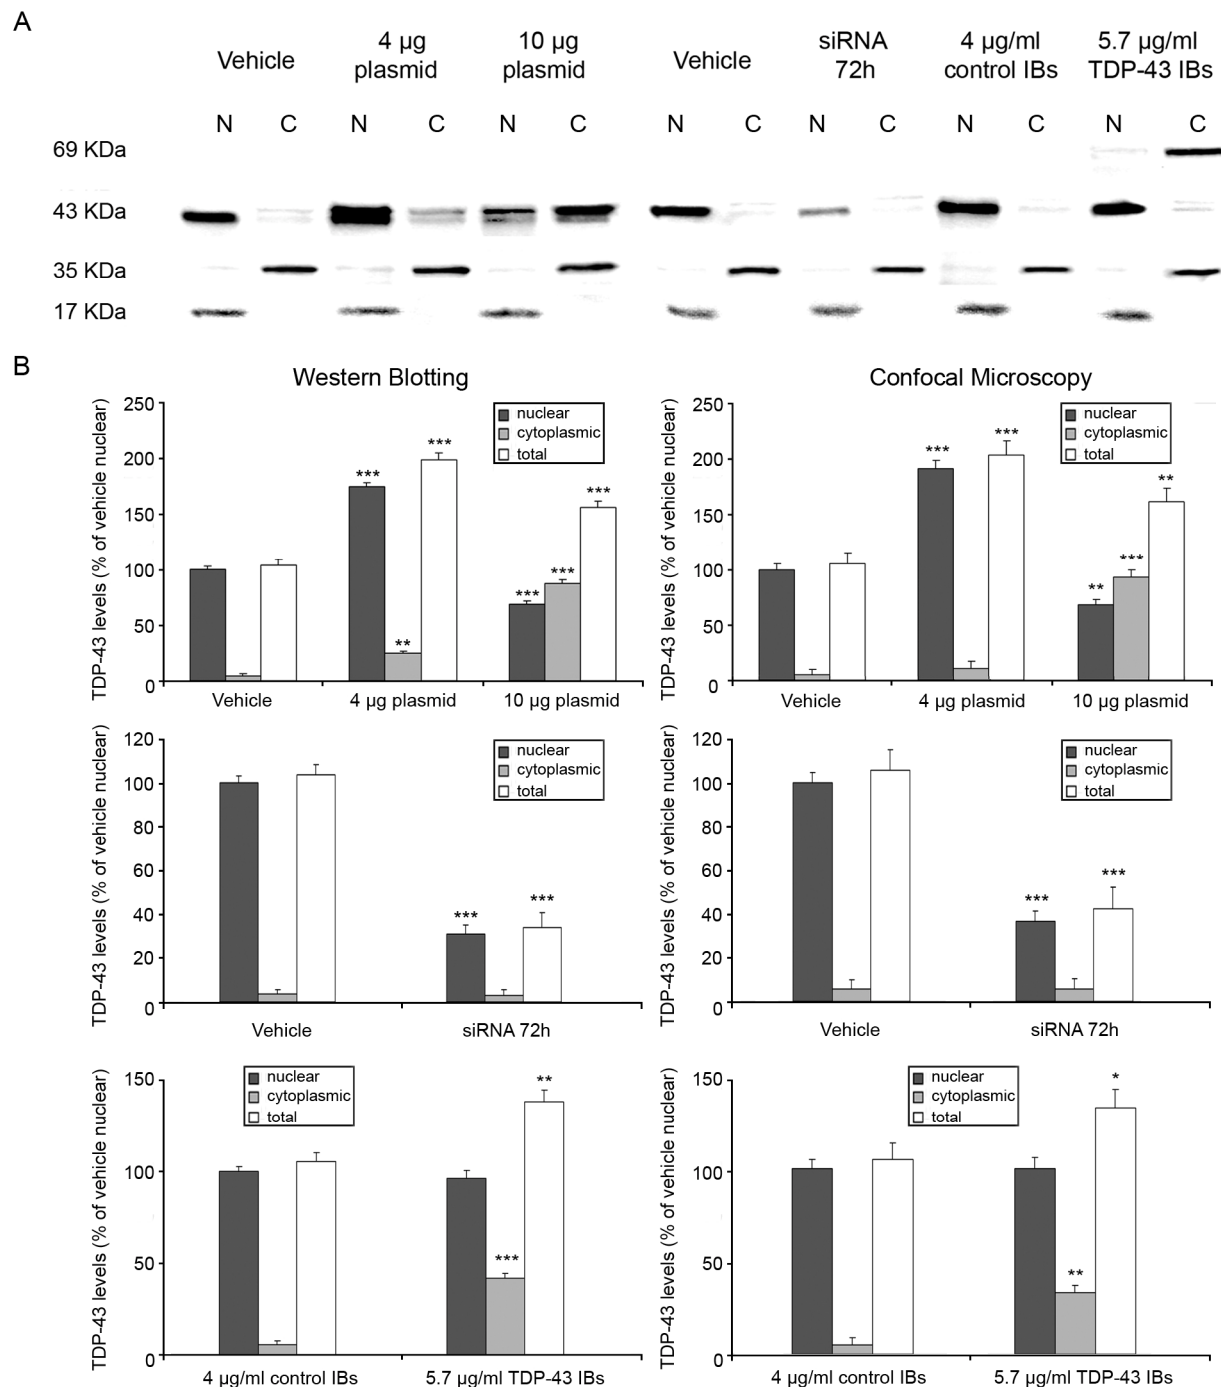 A
Vehicle
4 µg
plasmid
10 µg
plasmid
Vehicle
siRNA
72h
4 µg/ml
control IBs
5.7 µg/ml
TDP-43 IBs
N C N C N C N C N C N C N C
69 KDa
43 KDa
35 KDa
17 KDa
B
Western Blotting
TDP-43 levels (% of vehicle nuclear)
250
200
150
100
50
0
nuclear
cytoplasmic
total
***
**
***
***
***
***
Vehicle
4 µg plasmid
10 µg plasmid
Confocal Microscopy
TDP-43 levels (% of vehicle nuclear)
250
200
150
100
50
0
nuclear
cytoplasmic
total
***
***
**
***
**
Vehicle
4 µg plasmid
10 µg plasmid
TDP-43 levels (% of vehicle nuclear)
120
100
80
60
40
20
0
nuclear
cytoplasmic
total
***
***
Vehicle
siRNA 72h
TDP-43 levels (% of vehicle nuclear)
120
100
80
60
40
20
0
nuclear
cytoplasmic
total
***
***
Vehicle
siRNA 72h
TDP-43 levels (% of vehicle nuclear)
150
100
50
0
nuclear
cytoplasmic
total
***
**
4 µg/ml control IBs
5.7 µg/ml TDP-43 IBs
TDP-43 levels (% of vehicle nuclear)
150
100
50
0
nuclear
cytoplasmic
total
**
*
4 µg/ml control IBs
5.7 µg/ml TDP-43 IBs